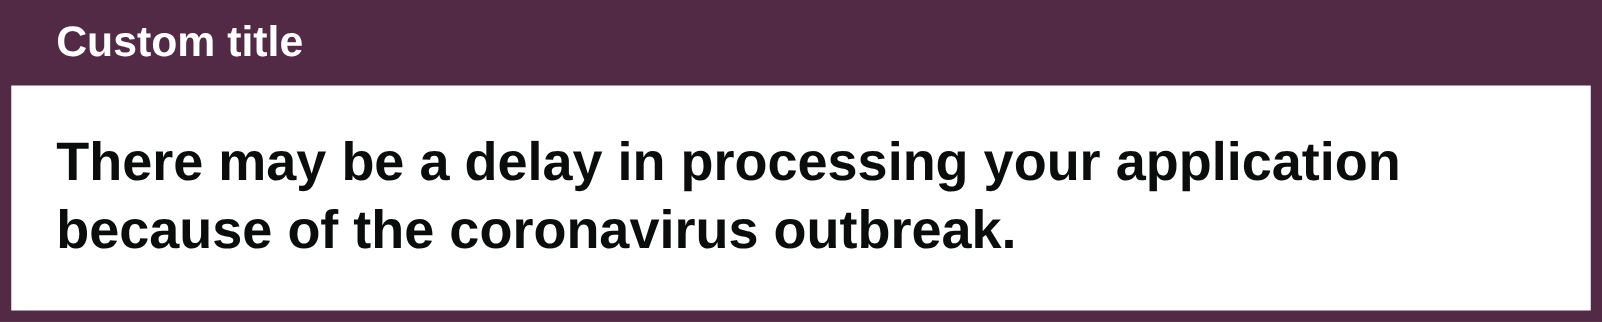 Custom title
There may be a delay in processing your application
because of the coronavirus outbreak.